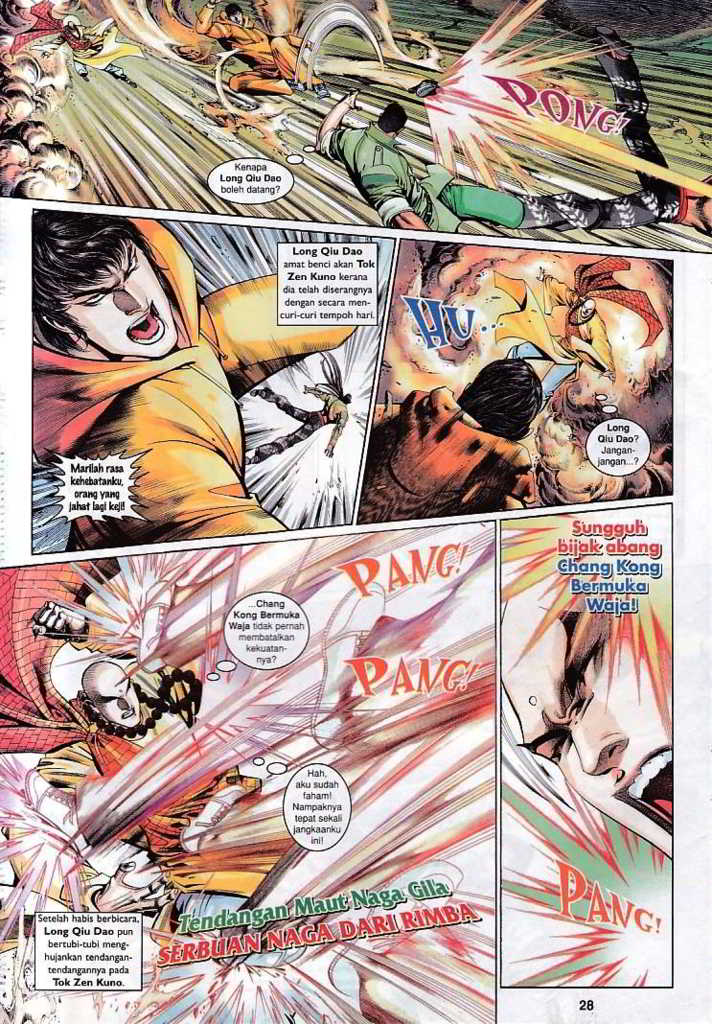 PONG!
Kenapa
Long Qiu Dao
boleh datang?
Long Qiu Dao
amat benci akan Tok
Zen Kuno kerana
dia telah diserangnya
dengan secara men-
curi-curi tempoh hari.
Marilah rasa
kehebatanku,
orang yang
jahat lagi keji!
HU...
Long
Qiu Dao?
Jangan-
jangan...?
PANG!
...Chang
Kong Bermuka
Waja tidak pernah
membatalkan
kekuatan-
nya?
PANG!
Hah,
aku sudah
faham!
Nampaknya
tepat sekali
jangkaanku
ini!
Tendangan Maut Naga Gila
SERBUAN NAGA DARI RIMBA
Setelah habis berbicara,
Long Qiu Dao pun
bertubi-tubi meng-
hujankan tendangan-
tendangannya pada
Tok Zen Kuno.
Sungguh
bijak abang
Chang Kong
Bermuka
Waja!
PANG!
28